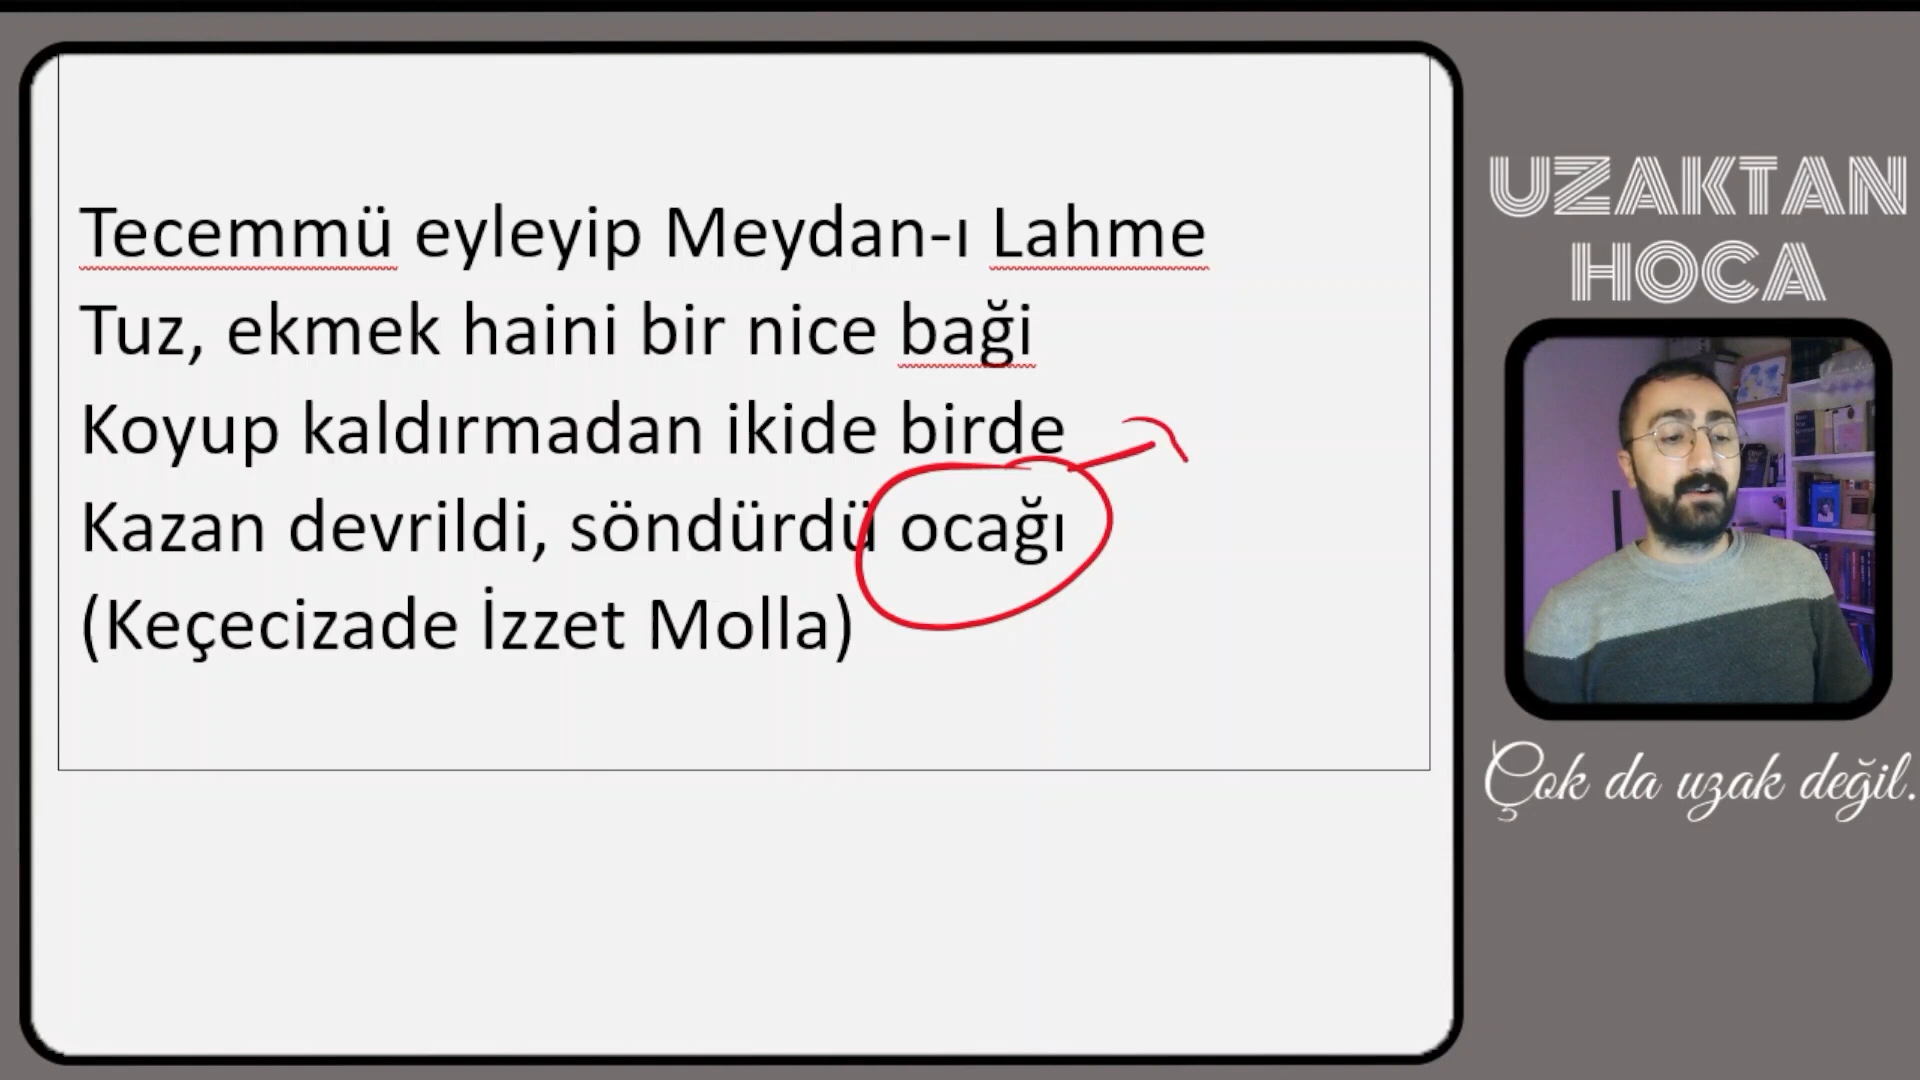 Tecemmü eyleyip Meydan-ı Lahme
Tuz, ekmek haini bir nice baği
Koyup kaldırmadan ikide birde
Kazan devrildi, söndürdü ocağı
(Keçecizade İzzet Molla)
UZAKTAN
HOCA
Çok da uzak değil.